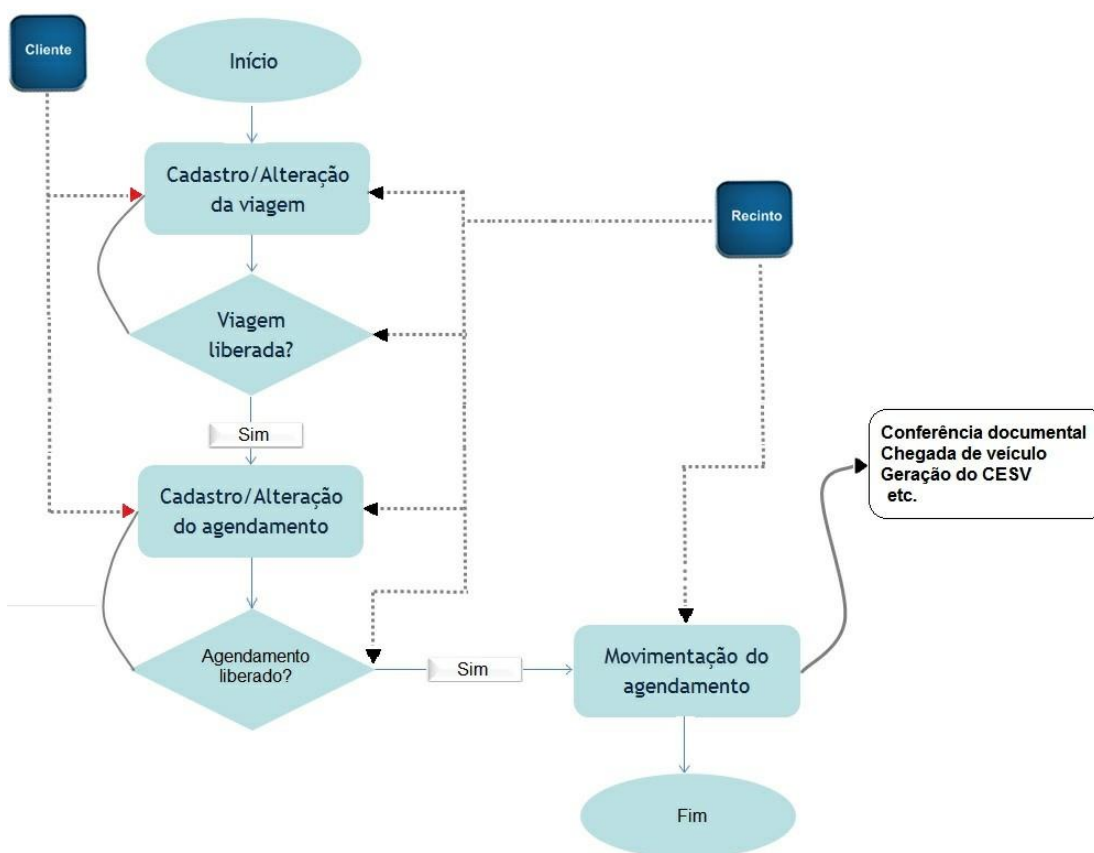 Cliente
Início
Cadastro/Alteração
da viagem
Recinto
Viagem
liberada?
Sim
Cadastro/Alteração
do agendamento
Conferência documental
Chegada de veículo
Geração do CESV
etc.
Agendamento
liberado?
Sim
Movimentação do
agendamento
Fim